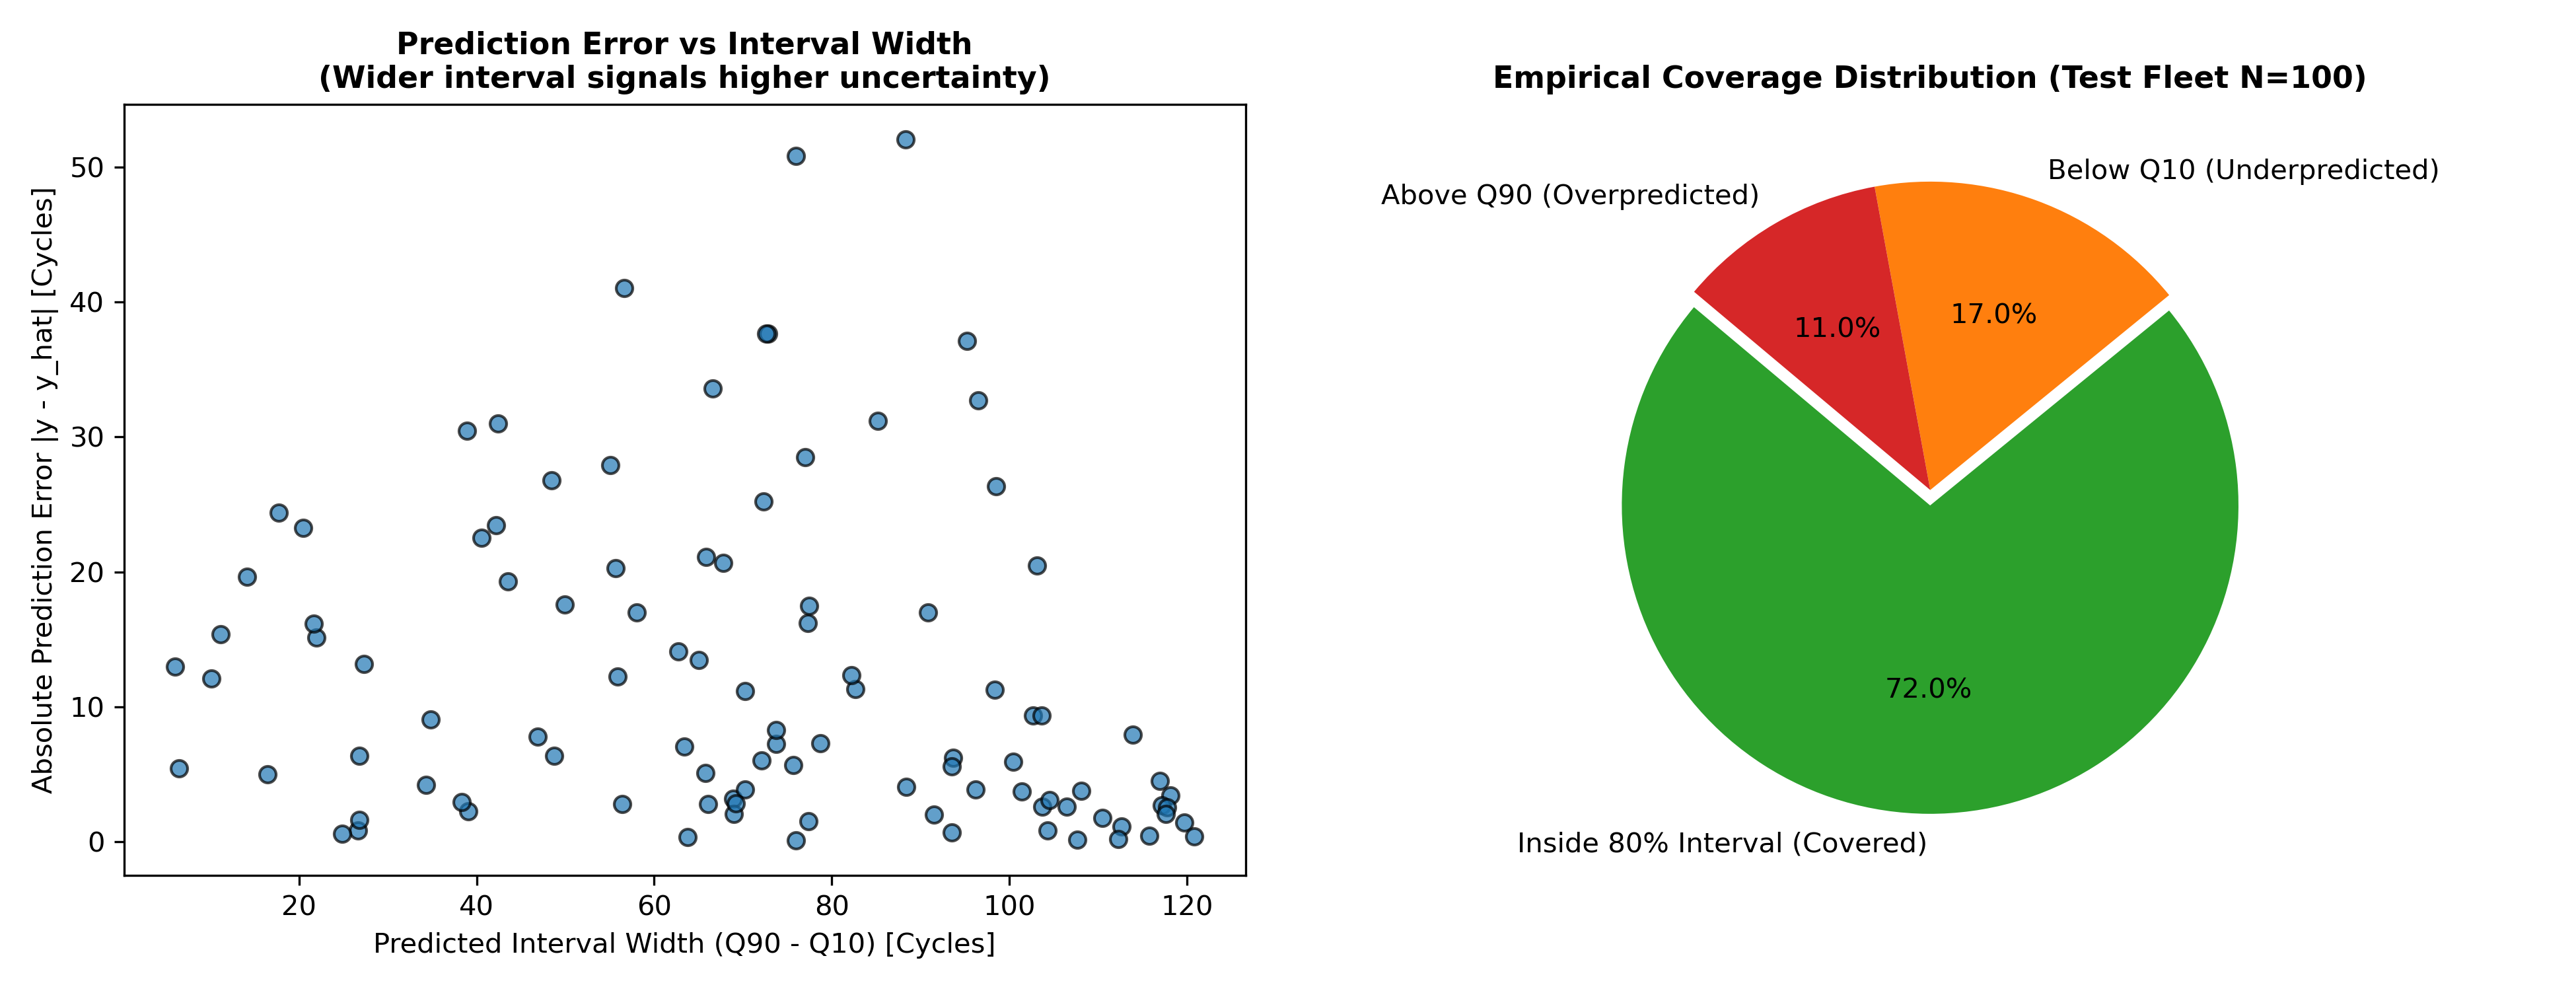 Prediction Error vs Interval Width
(Wider interval signals higher uncertainty)
Absolute Prediction Error |y - y_hat| [Cycles]
50
40
30
20
10
0
20
40
60
80
100
120
Predicted Interval Width (Q90 - Q10) [Cycles]
Empirical Coverage Distribution (Test Fleet N=100)
Below Q10 (Underpredicted)
Above Q90 (Overpredicted)
17.0%
11.0%
72.0%
Inside 80% Interval (Covered)